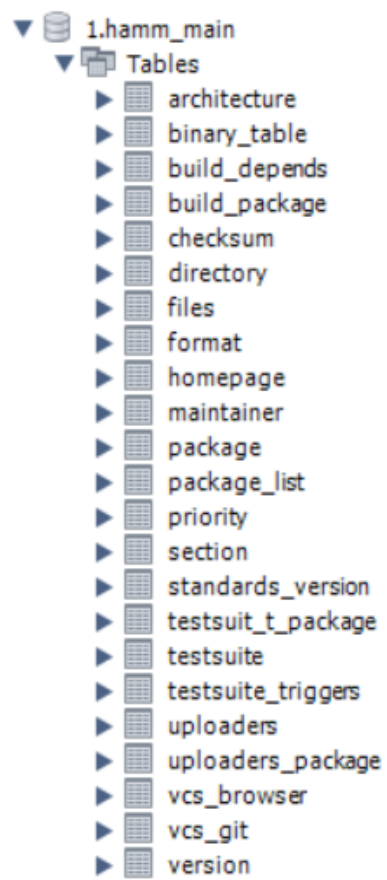 1.hamm_main
Tables
architecture
binary_table
build_depends
build_package
checksum
directory
files
format
homepage
maintainer
package
package_list
priority
section
standards_version
testsuit_t_package
testsuite
testsuite_triggers
uploaders
uploaders_package
vcs_browser
vcs_git
version